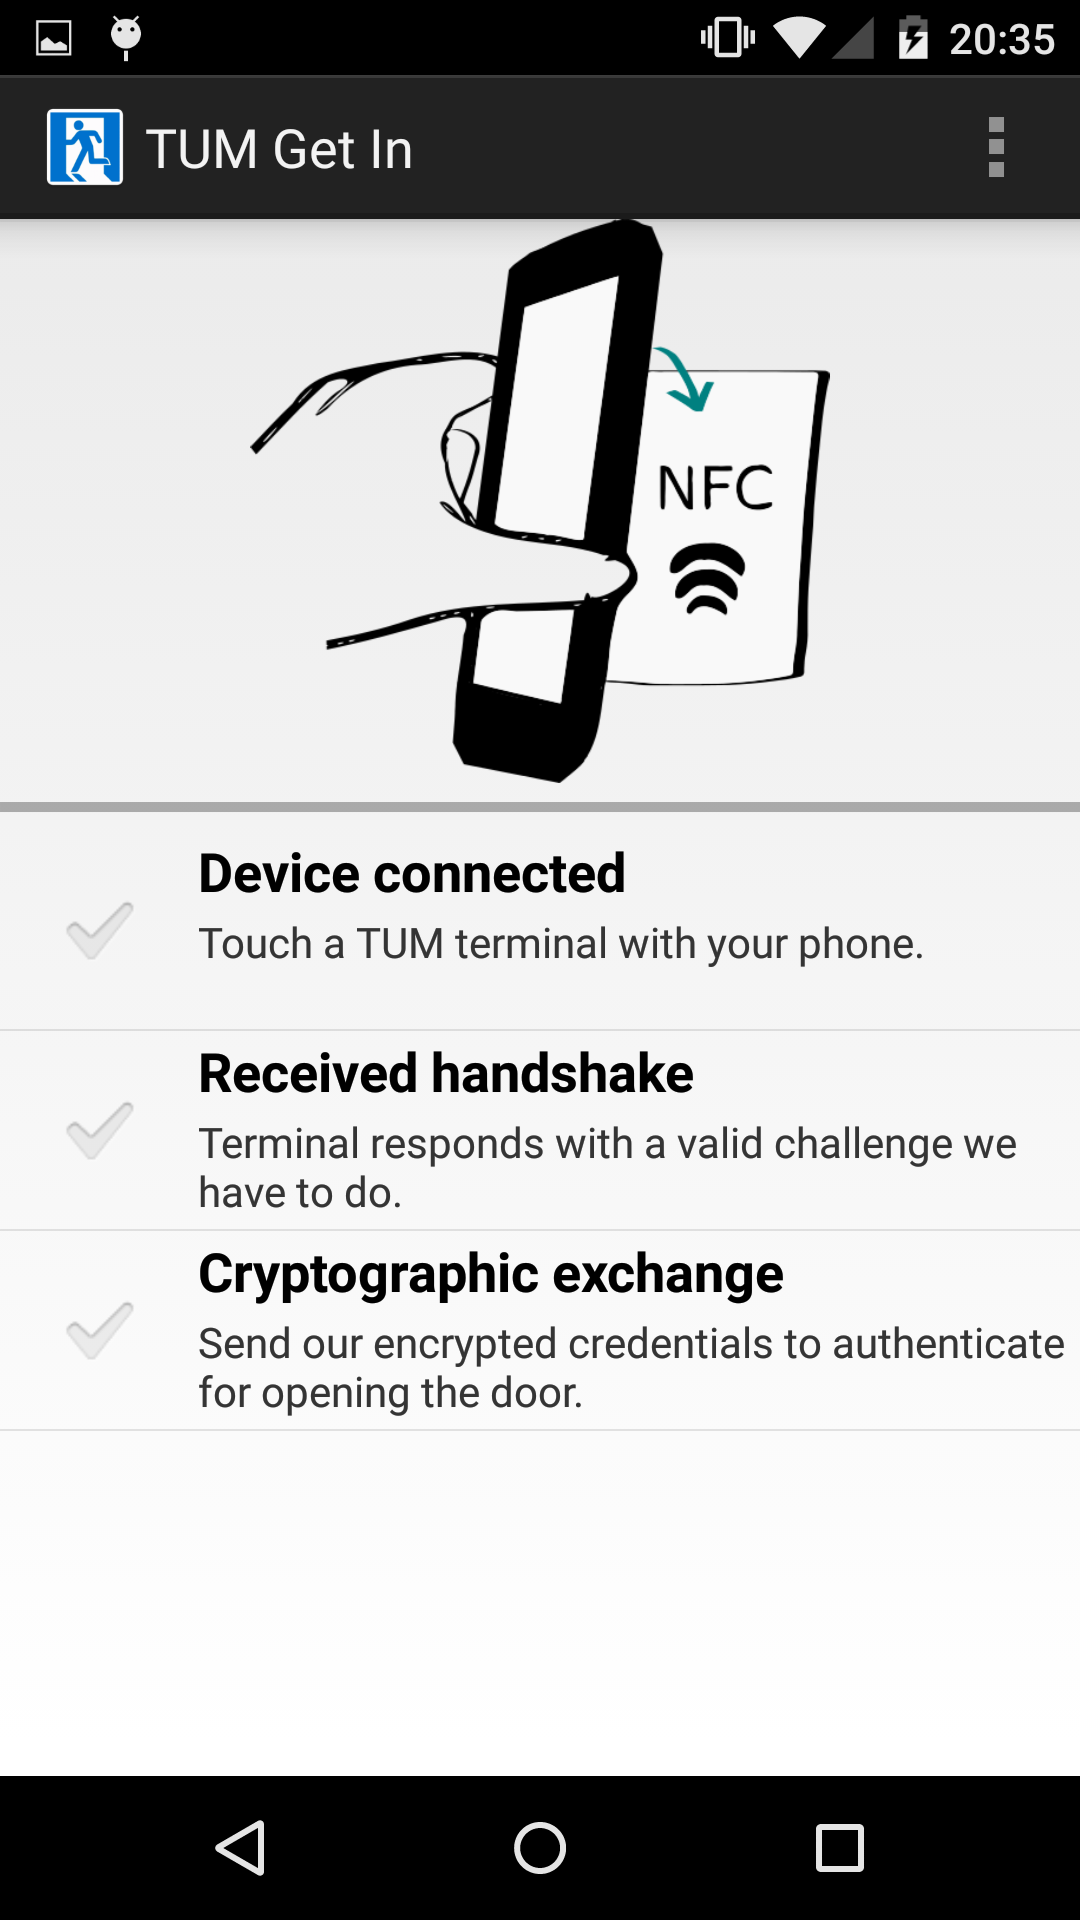 20:35
TUM Get In
NFC
Device connected
Touch a TUM terminal with your phone.
Received handshake
Terminal responds with a valid challenge we
have to do.
Cryptographic exchange
Send our encrypted credentials to authenticate
for opening the door.